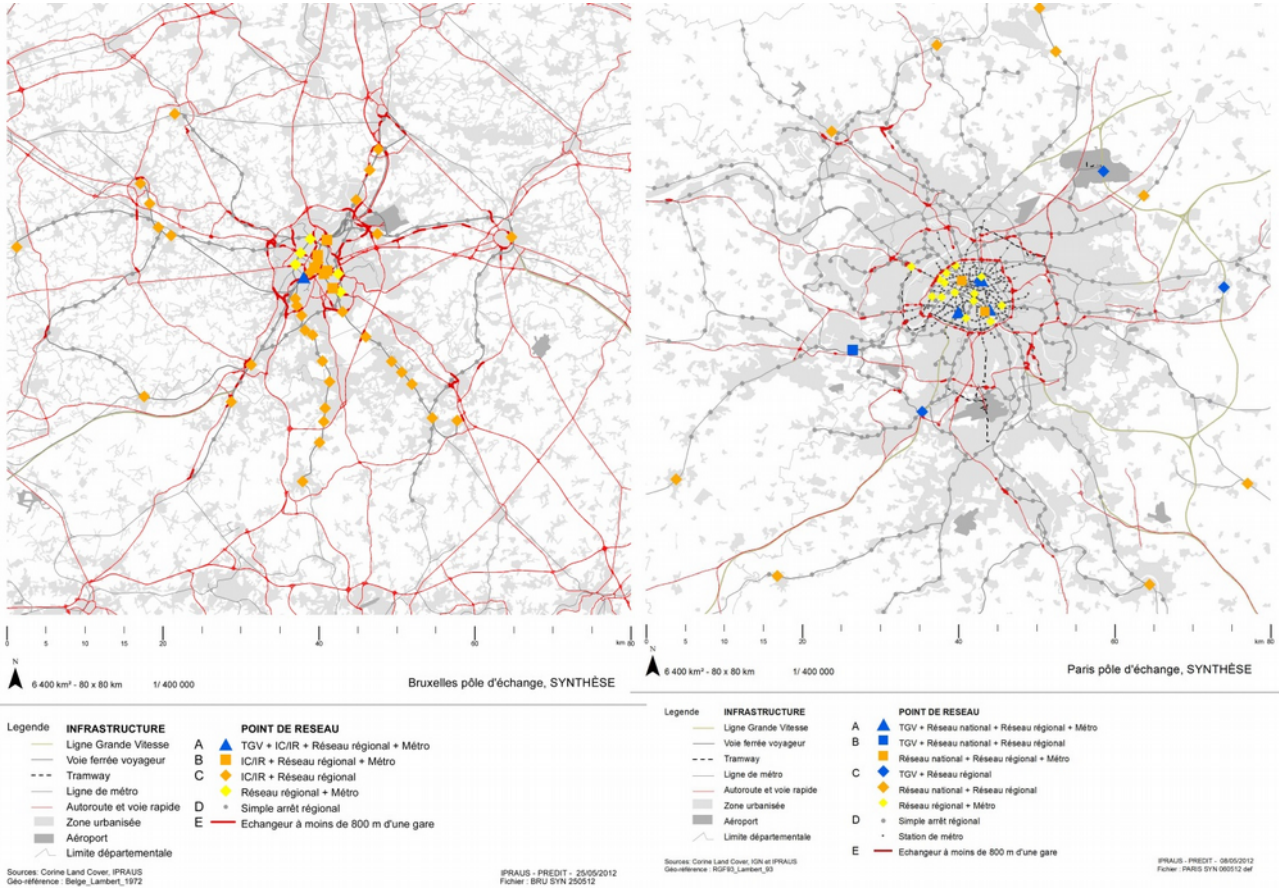 0 5 10 20 40 60 km 80
N
6 400 km² - 80 x 80 km 1/ 400 000
Bruxelles pôle d'échange, SYNTHÈSE
Legende INFRASTRUCTURE POINT DE RESEAU
Ligne Grande Vitesse A TGV + IC/IR + Réseau régional + Métro
Voie ferrée voyageur B IC/IR + Réseau régional + Métro
Tramway C IC/IR + Réseau régional
Ligne de métro Réseau régional + Métro
Autoroute et voie rapide D Simple arrêt régional
Zone urbanisée E Echangeur à moins de 800 m d'une gare
Aéroport
Limite départementale
Sources: Corine Land Cover, IPRAUS
Géo-référence : Belge_Lambert_1972
IPRAUS - PREDIT - 25/05/2012
Fichier : BRU SYN 250512
0 5 10 20 40 60 km 80
N
6 400 km² - 80 x 80 km 1/ 400 000
Paris pôle d'échange, SYNTHÈSE
Legende INFRASTRUCTURE POINT DE RESEAU
Ligne Grande Vitesse A TGV + Réseau national + Réseau régional + Métro
Voie ferrée voyageur B TGV + Réseau national + Réseau régional
Tramway Réseau national + Réseau régional + Métro
Ligne de métro C TGV + Réseau régional
Autoroute et voie rapide Réseau national + Réseau régional
Zone urbanisée Réseau régional + Métro
Aéroport D Simple arrêt régional
Limite départementale Station de métro
E Echangeur à moins de 800 m d'une gare
Sources: Corine Land Cover, IGN et IPRAUS
Géo-référence : RGF93_Lambert_93
IPRAUS - PREDIT - 08/05/2012
Fichier : PARIS SYN 080512 def